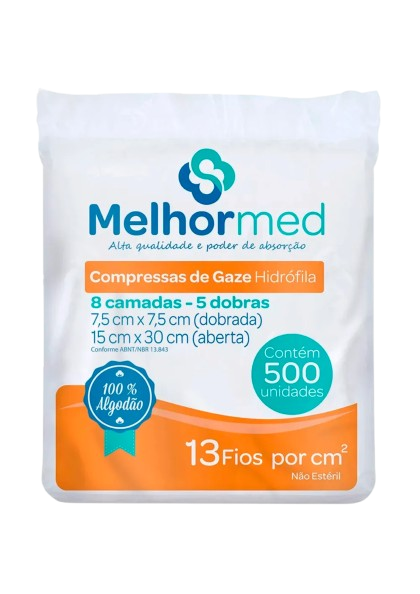 Melhormed
Alta qualidade e poder de absorção
Compressas de Gaze Hidrófila
8 camadas - 5 dobras
7,5 cm x 7,5 cm (dobrada)
15 cm x 30 cm (aberta)
Conforme ABNT/NBR 13.843
Contém
500
unidades
100 %
Algodão
13 Fios por cm²
Não Estéril